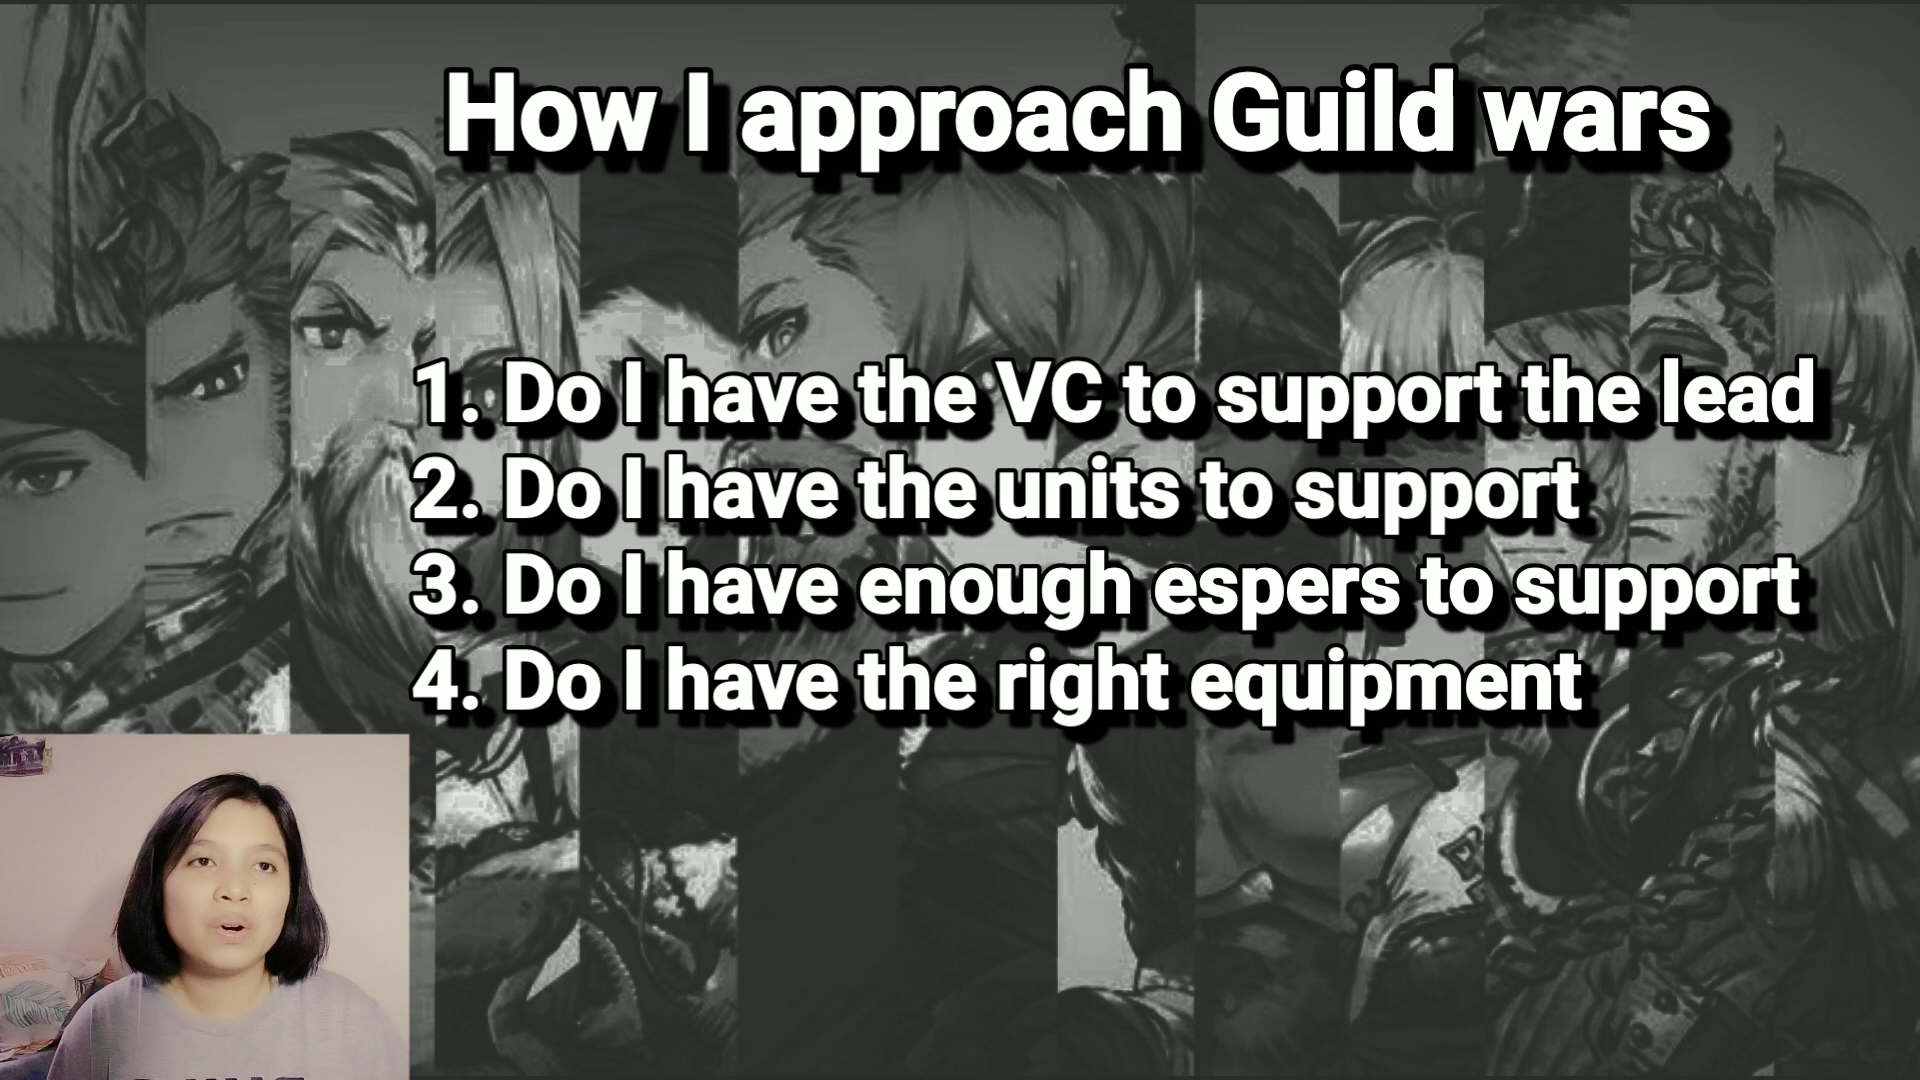 How I approach Guild wars
1. Do I have the VC to support the lead
2. Do I have the units to support
3. Do I have enough espers to support
4. Do I have the right equipment